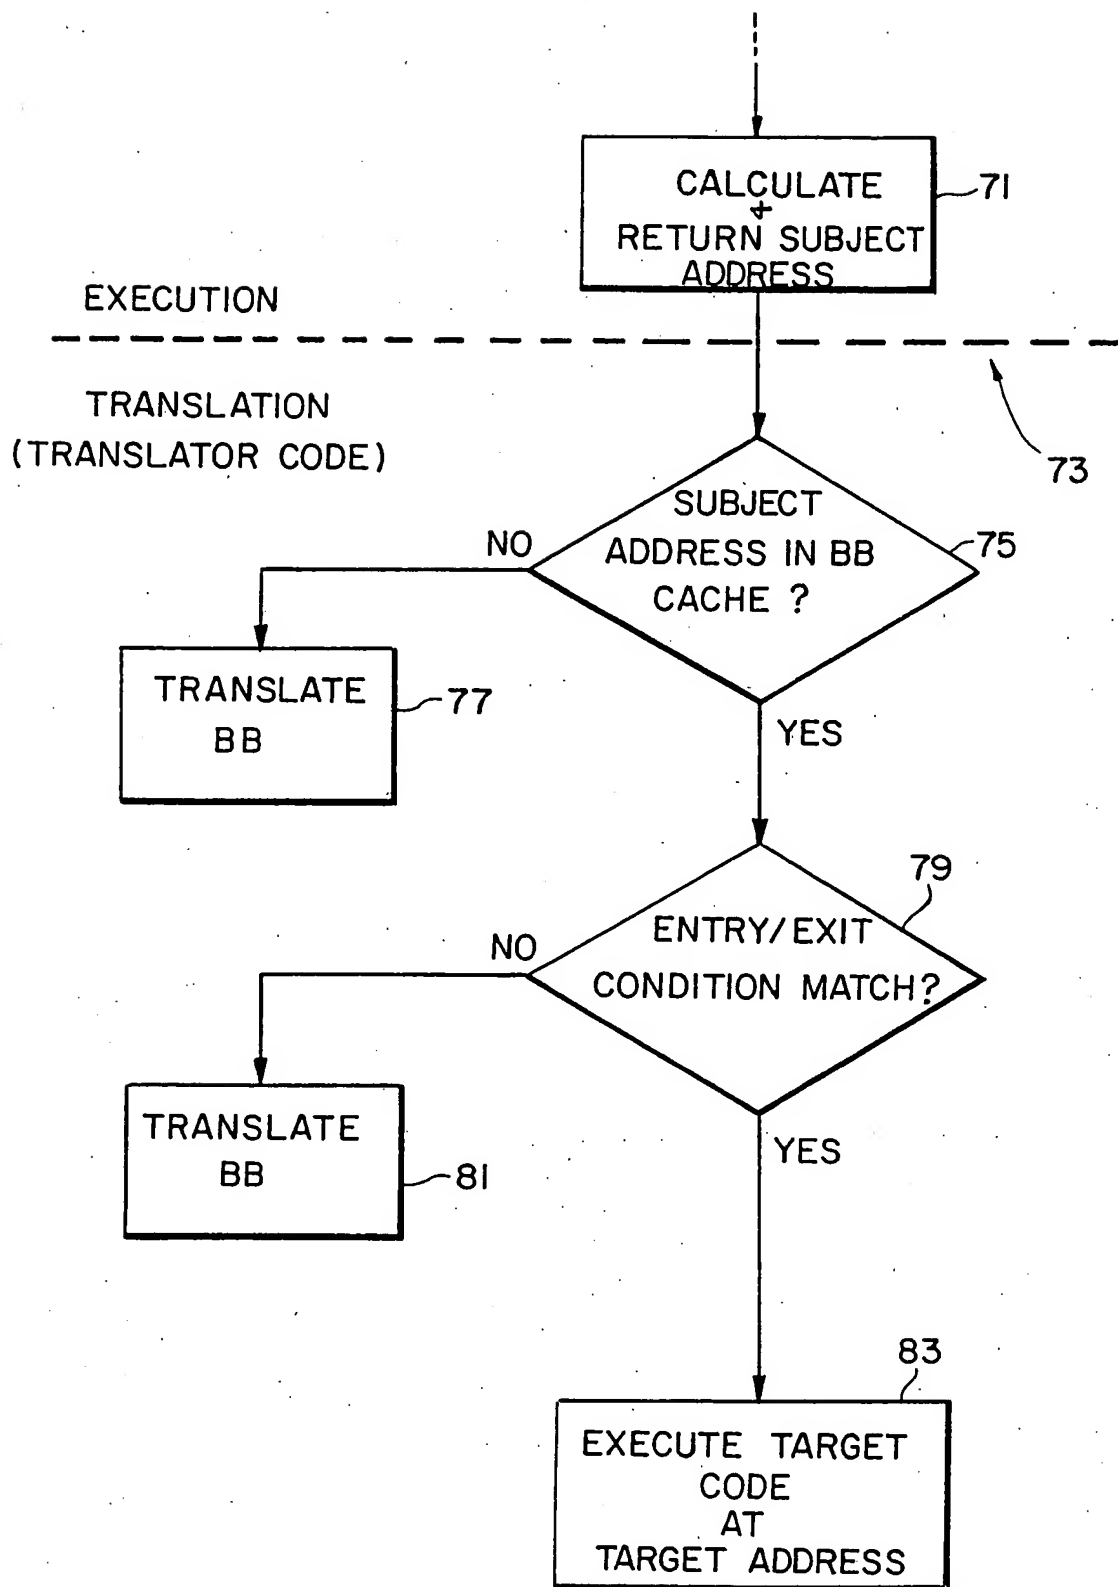 CALCULATE
+
RETURN SUBJECT
ADDRESS
71
EXECUTION
TRANSLATION
(TRANSLATOR CODE)
73
SUBJECT
ADDRESS IN BB
CACHE ?
75
NO
TRANSLATE
BB
77
YES
79
ENTRY/EXIT
CONDITION MATCH?
NO
TRANSLATE
BB
81
YES
83
EXECUTE TARGET
CODE
AT
TARGET ADDRESS